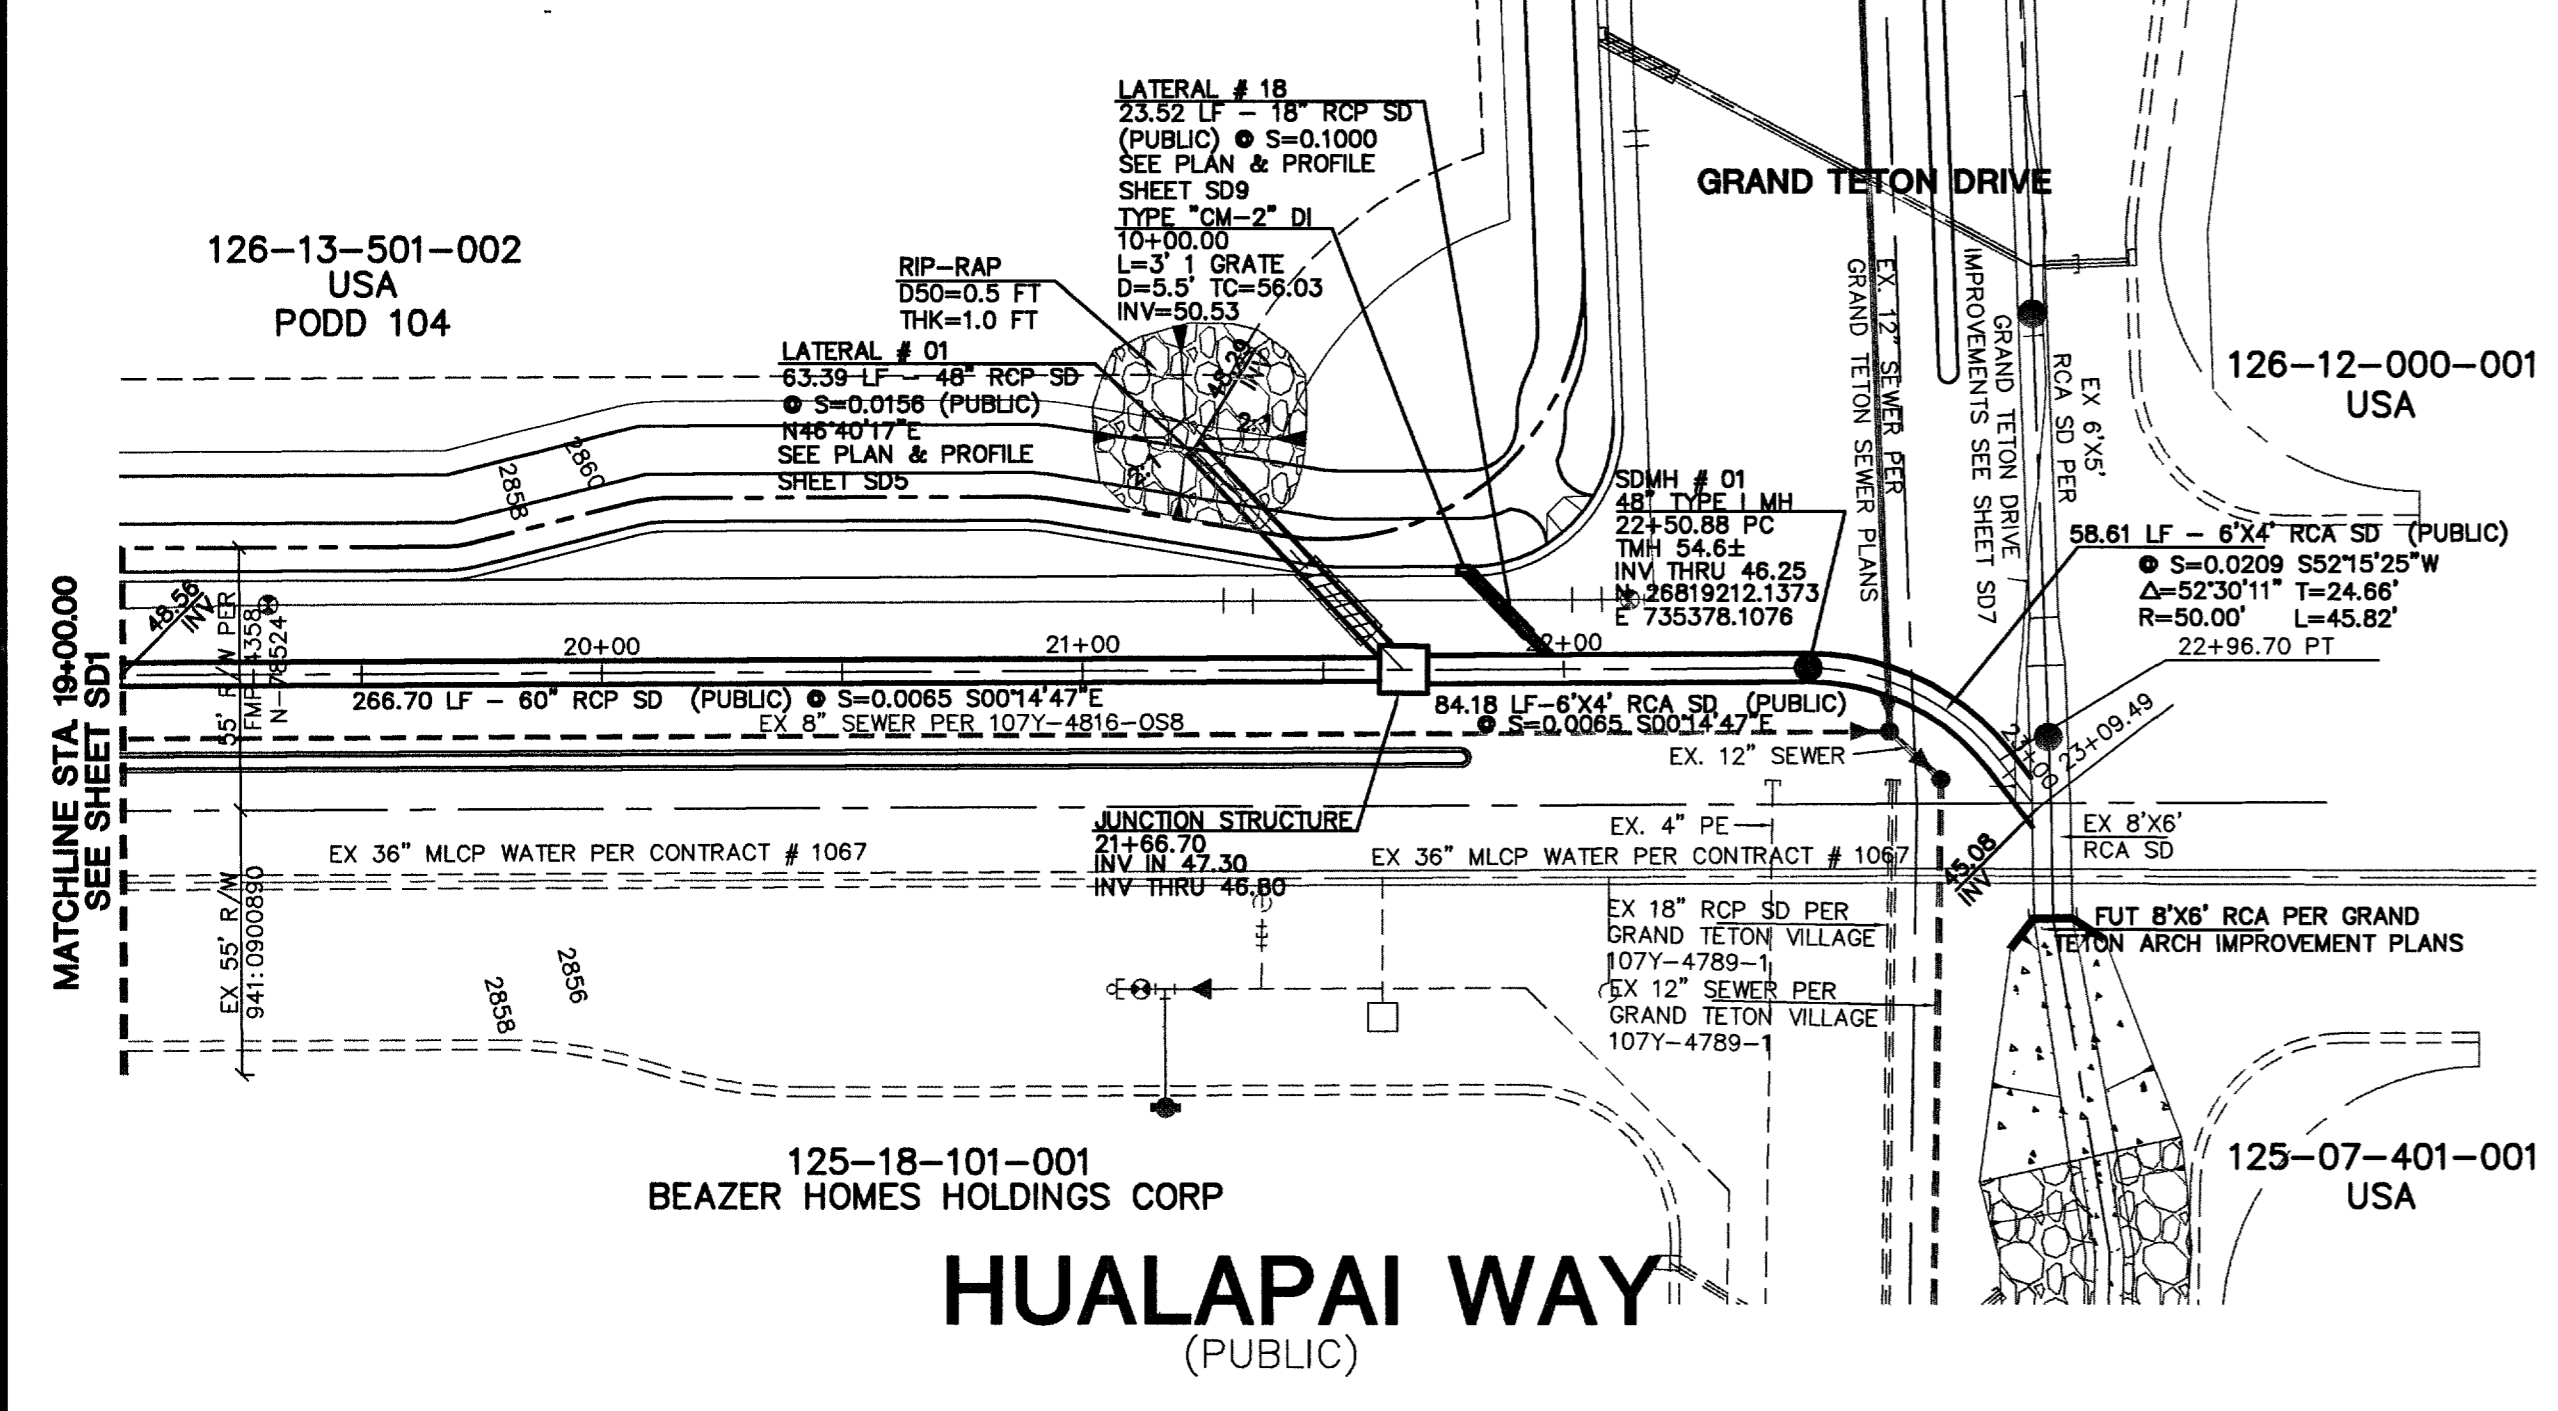 LATERAL # 18
23.52 LF - 18" RCP SD
(PUBLIC) @ S=0.1000
SEE PLAN & PROFILE
SHEET SD9
TYPE "CM-2" DI
10+00.00
L=3' 1 GRATE
D=5.5' TC=56.03
INV=50.53
GRAND TETON DRIVE
126-13-501-002
USA
PODD 104
RIP-RAP
D50=0.5 FT
THK=1.0 FT
LATERAL # 01
63.39 LF - 48" RCP SD
@ S=0.0156 (PUBLIC)
N46°40'17"E
SEE PLAN & PROFILE
SHEET SD5
48.29
INV
2:1
2:1
2860
2858
EX. 12" SEWER PER
GRAND TETON SEWER PLANS
GRAND TETON DRIVE
IMPROVEMENTS SEE SHEET SD7
EX 6'X5'
RCA SD PER
126-12-000-001
USA
SDMH # 01
48" TYPE I MH
22+50.88 PC
TMH 54.6±
INV THRU 46.25
N 26819212.1373
E 735378.1076
58.61 LF - 6'X4' RCA SD (PUBLIC)
@ S=0.0209 S52°15'25"W
Δ=52°30'11" T=24.66'
R=50.00' L=45.82'
22+96.70 PT
MATCHLINE STA. 19+00.00
SEE SHEET SD1
48.56
INV
55' R/W PER
FMP-4358
20+00
21+00
22+00
23+00
23+09.49
266.70 LF - 60" RCP SD (PUBLIC) @ S=0.0065 S00°14'47"E
EX 8" SEWER PER 107Y-4816-OS8
84.18 LF-6'X4' RCA SD (PUBLIC)
@ S=0.0065 S00°14'47"E
EX. 12" SEWER
JUNCTION STRUCTURE
21+66.70
INV IN 47.30
INV THRU 46.80
EX. 4" PE
EX 8'X6'
RCA SD
45.08
INV
EX 36" MLCP WATER PER CONTRACT # 1067
EX 36" MLCP WATER PER CONTRACT # 1067
EX 55' R/W
941:0900890
EX 18" RCP SD PER
GRAND TETON VILLAGE
107Y-4789-1
EX 12" SEWER PER
GRAND TETON VILLAGE
107Y-4789-1
FUT 8'X6' RCA PER GRAND
TETON ARCH IMPROVEMENT PLANS
2856
2858
125-18-101-001
BEAZER HOMES HOLDINGS CORP
125-07-401-001
USA
HUALAPAI WAY
(PUBLIC)